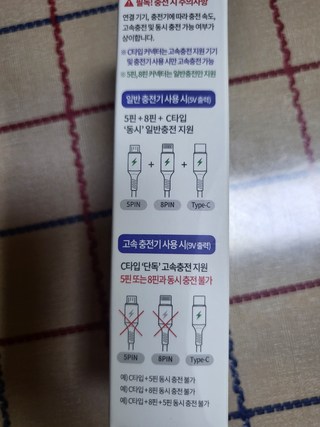 필독! 충전 시 주의사항
연결 기기, 충전기에 따라 충전 속도,
고속충전 및 동시 충전 가능 여부가
상이합니다.
※ C타입 커넥터는 고속충전 지원 기기
및 충전기 사용 시만 고속충전 가능
※ 5핀, 8핀 커넥터는 일반충전만 지원
일반 충전기 사용 시(5V 출력)
5핀 + 8핀 + C타입
'동시' 일반충전 지원
+ +
5PIN 8PIN Type-C
고속 충전기 사용 시(9V 출력)
C타입 '단독' 고속충전 지원
5핀 또는 8핀과 동시 충전 불가
5PIN 8PIN Type-C
예) C타입 + 5핀 동시 충전 불가
예) C타입 + 8핀 동시 충전 불가
예) C타입 + 8핀 + 5핀 동시 충전 불가